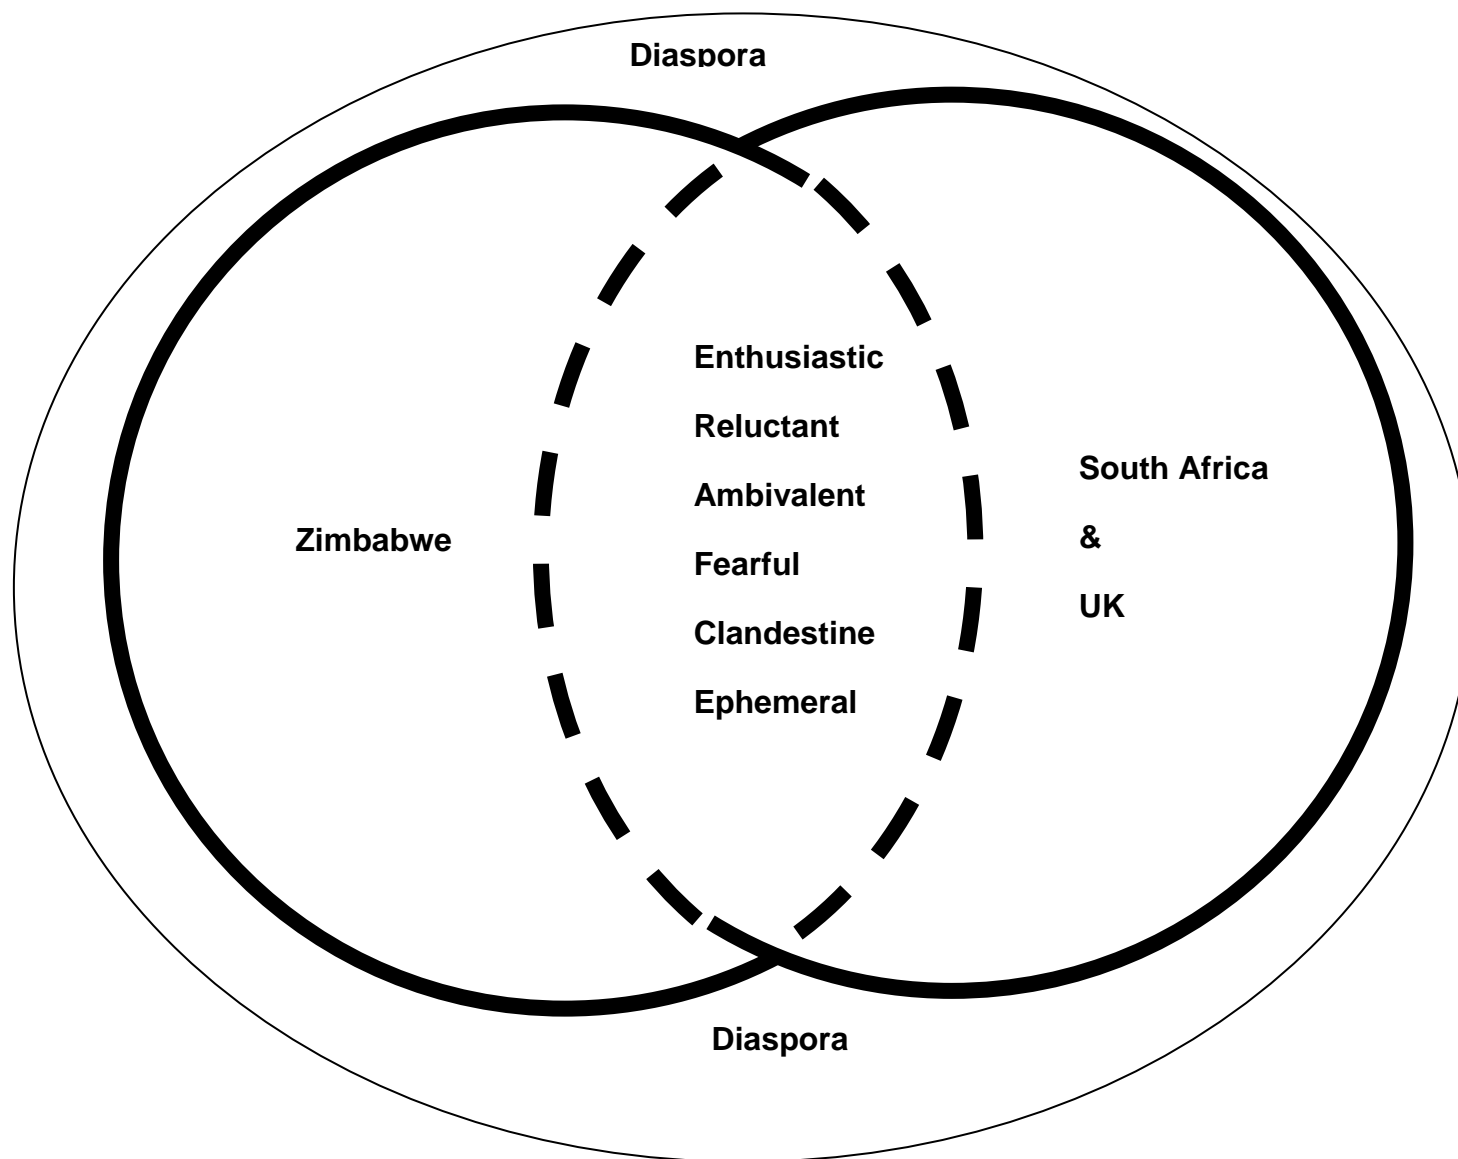 Diaspora
Enthusiastic
Reluctant
Ambivalent
Fearful
Clandestine
Ephemeral
Zimbabwe
South Africa
&
UK
Diaspora